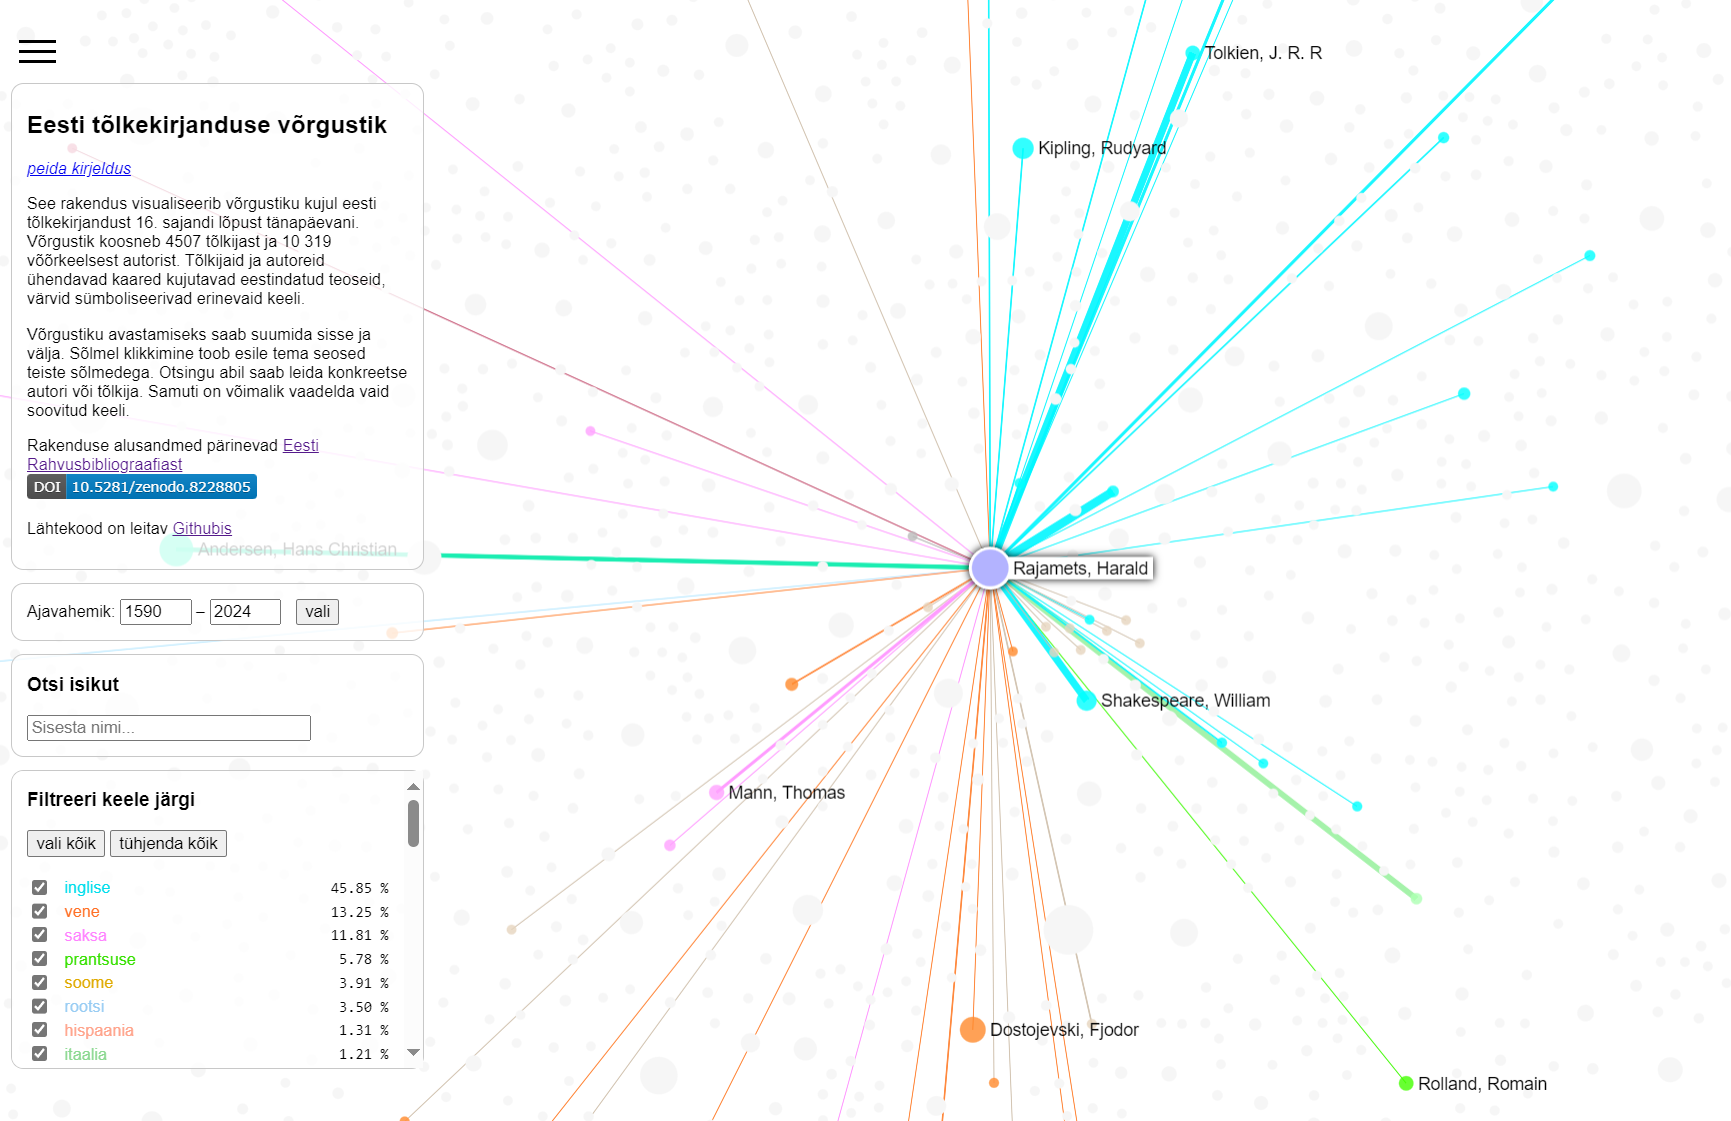 Eesti tõlkekirjanduse võrgustik
peida kirjeldus
See rakendus visualiseerib võrgustiku kujul eesti
tõlkekirjandust 16. sajandi lõpust tänapäevani.
Võrgustik koosneb 4507 tõlkijast ja 10 319
võõrkeelsest autorist. Tõlkijaid ja autoreid
ühendavad kaared kujutavad eestindatud teoseid,
värvid sümboliseerivad erinevaid keeli.
Võrgustiku avastamiseks saab suumida sisse ja
välja. Sõlmel klikkimine toob esile tema seosed
teiste sõlmedega. Otsingu abil saab leida konkreetse
autori või tõlkija. Samuti on võimalik vaadelda vaid
soovitud keeli.
Rakenduse alusandmed pärinevad Eesti
Rahvusbibliograafiast
DOI 10.5281/zenodo.8228805
Lähtekood on leitav Githubis
Andersen, Hans Christian
Ajavahemik: 1590 – 2024 vali
Otsi isikut
Sisesta nimi...
Filtreeri keele järgi
vali kõik tühjenda kõik
inglise 45.85 %
vene 13.25 %
saksa 11.81 %
prantsuse 5.78 %
soome 3.91 %
rootsi 3.50 %
hispaania 1.31 %
itaalia 1.21 %
Tolkien, J. R. R
Kipling, Rudyard
Rajamets, Harald
Shakespeare, William
Mann, Thomas
Dostojevski, Fjodor
Rolland, Romain